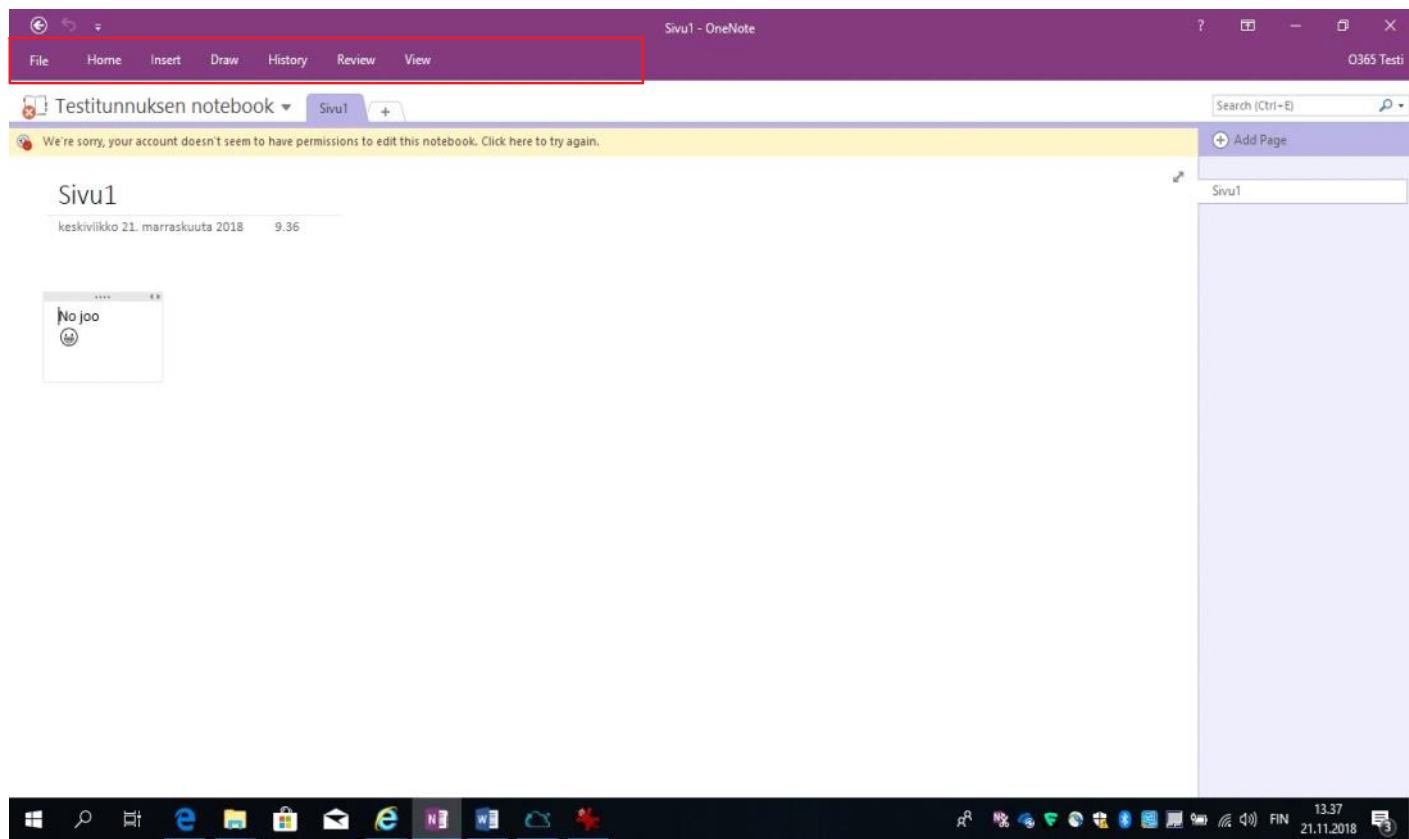 Sivu1 - OneNote
?
File Home Insert Draw History Review View
O365 Testi
Testitunnuksen notebook
Sivu1
+
Search (Ctrl+E)
We're sorry, your account doesn't seem to have permissions to edit this notebook. Click here to try again.
Add Page
Sivu1
Sivu1
keskiviikko 21. marraskuuta 2018 9.36
No joo
FIN
13.37
21.11.2018
3